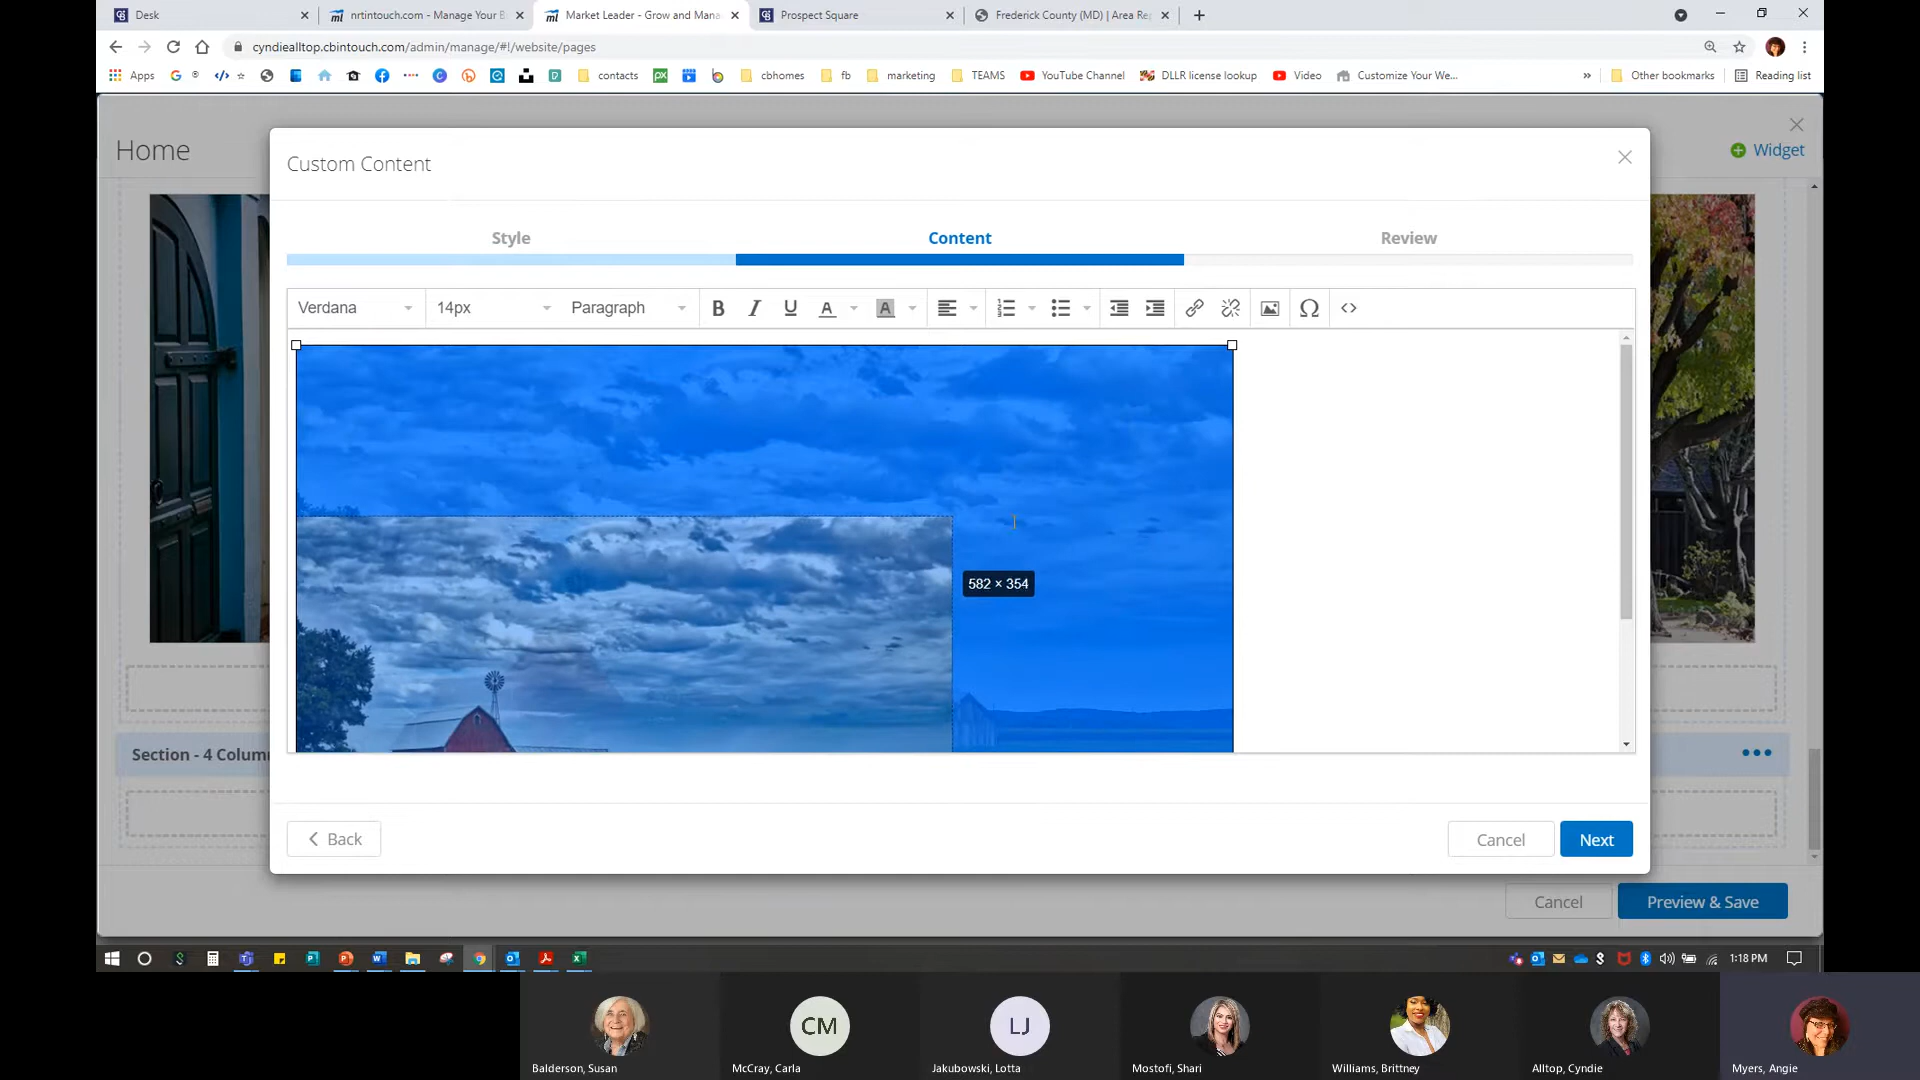 Desk
nrtintouch.com - Manage Your B
Market Leader - Grow and Mana
Prospect Square
Frederick County (MD) | Area Re
cyndiealltop.cbintouch.com/admin/manage/#!/website/pages
Apps
contacts
cbhomes
fb
marketing
TEAMS
YouTube Channel
DLLR license lookup
Video
Customize Your We...
»
Other bookmarks
Reading list
Home
Widget
Custom Content
Style
Content
Review
Verdana
14px
Paragraph
B I U A A
582 × 354
Section - 4 Colum
Back
Cancel
Next
Cancel
Preview & Save
1:18 PM
CM
LJ
Balderson, Susan
McCray, Carla
Jakubowski, Lotta
Mostofi, Shari
Williams, Brittney
Alltop, Cyndie
Myers, Angie